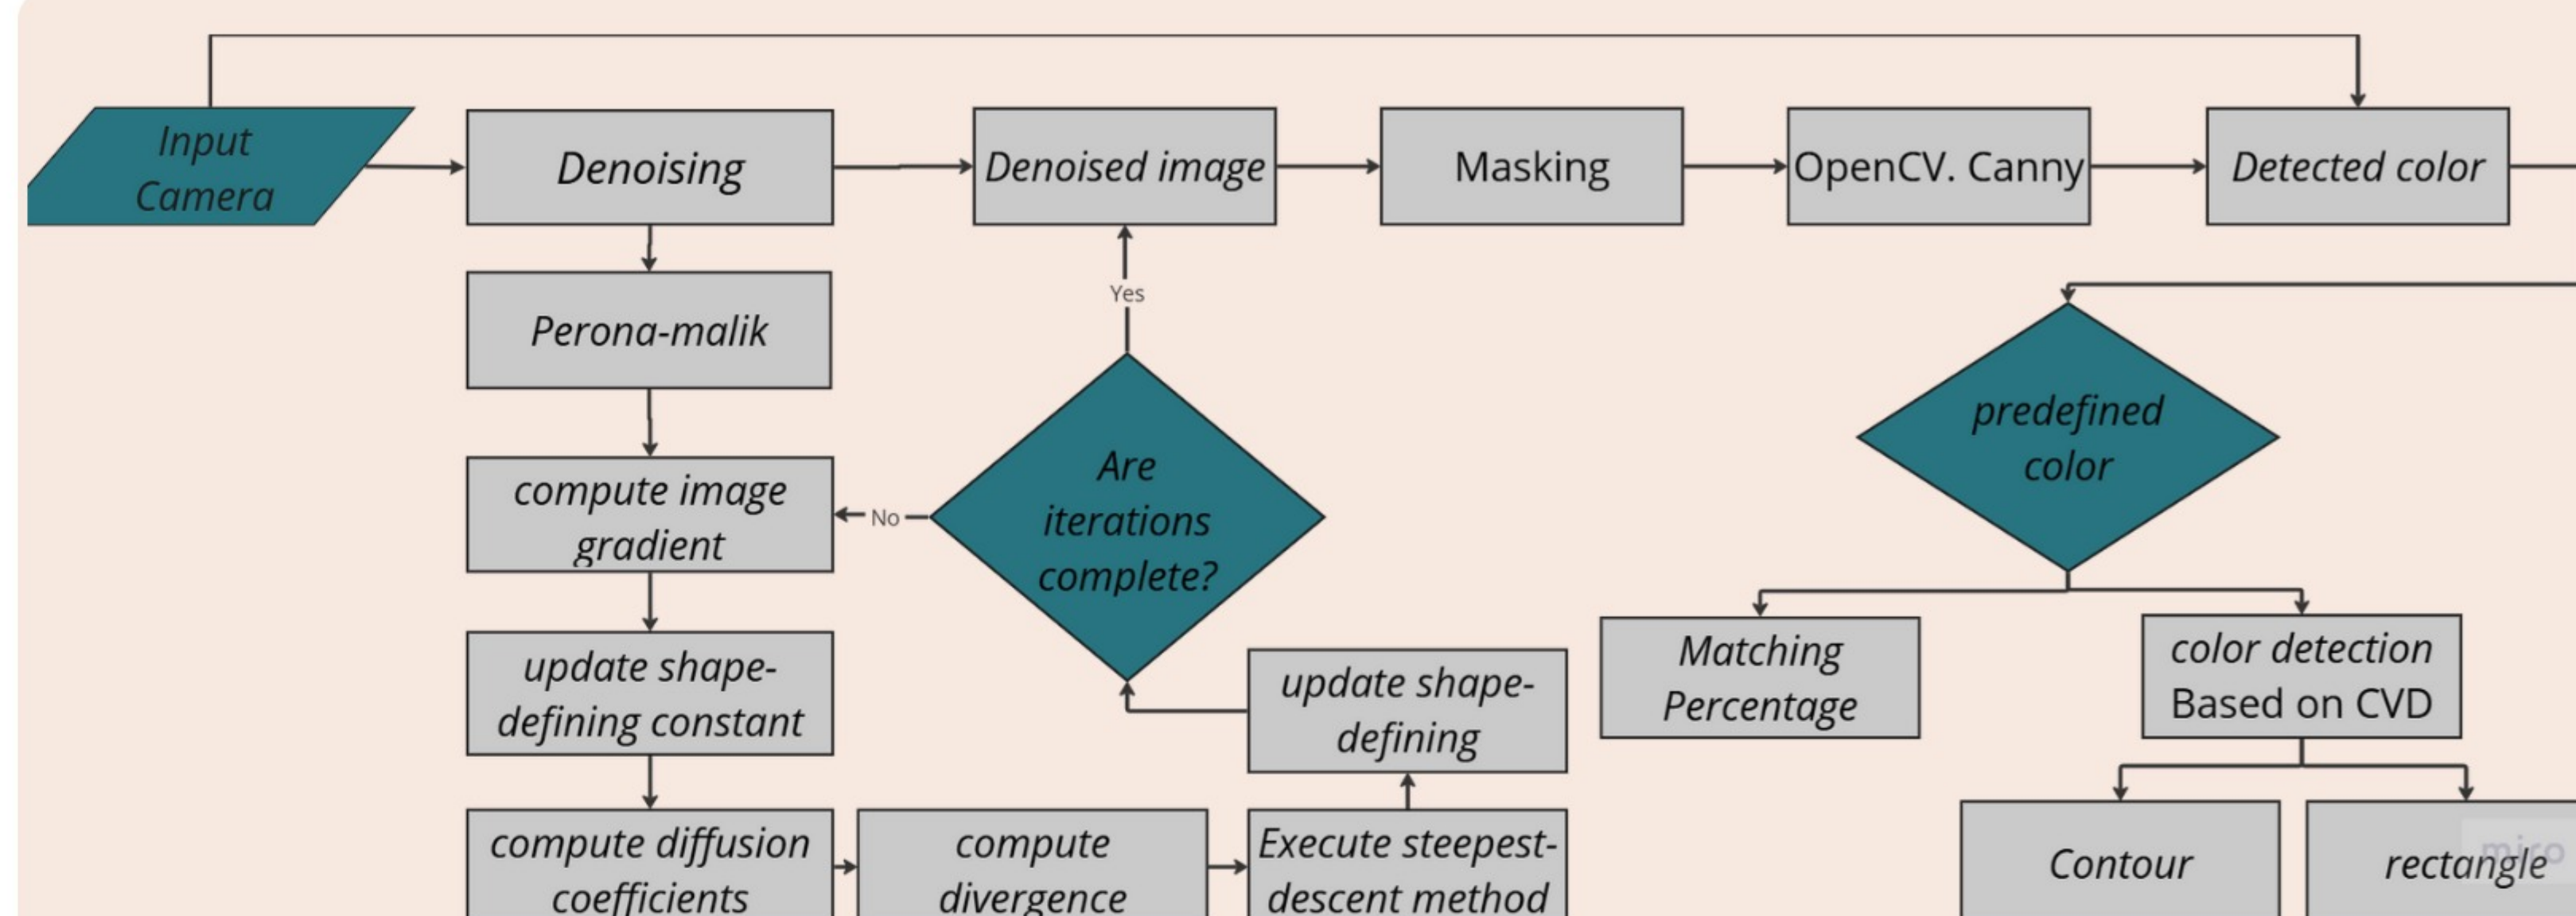 Input
Camera
Denoising
Denoised image
Masking
OpenCV. Canny
Detected color
Perona-malik
Yes
compute image
gradient
No
Are
iterations
complete?
predefined
color
update shape-
defining constant
update shape-
defining
Matching
Percentage
color detection
Based on CVD
compute diffusion
coefficients
compute
divergence
Execute steepest-
descent method
Contour
rectangle
miro